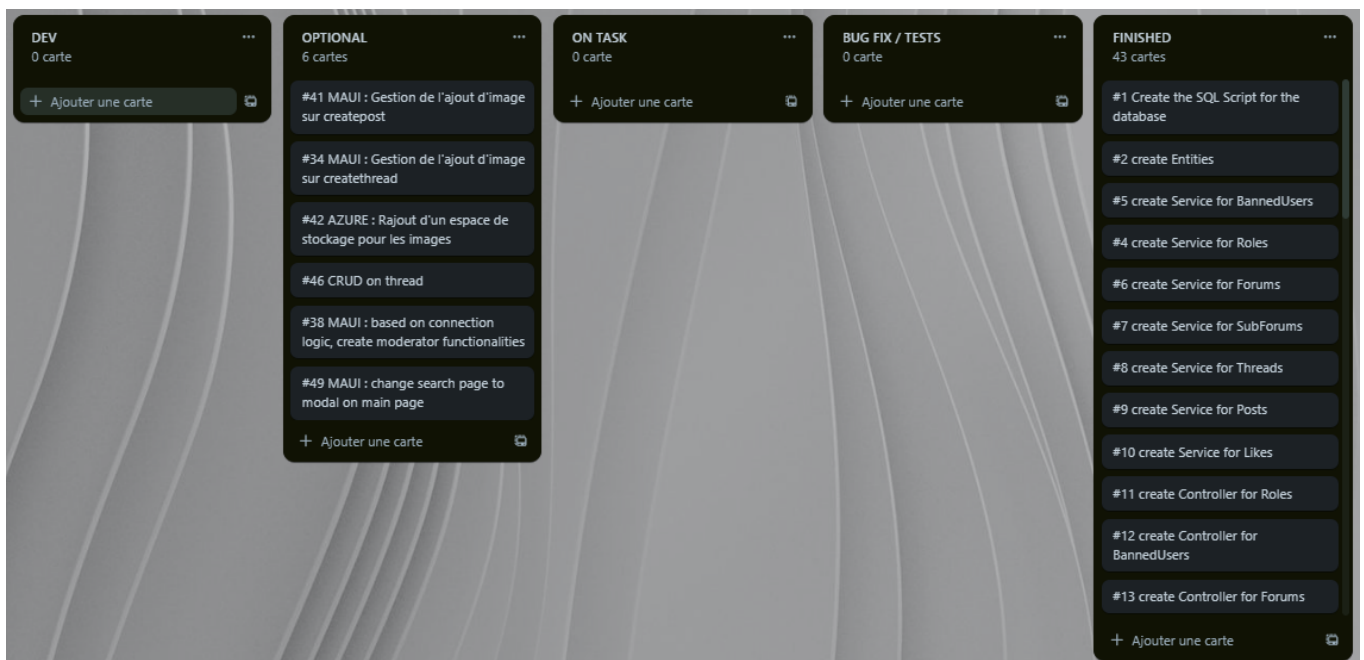 DEV
0 carte
Ajouter une carte
OPTIONAL
6 cartes
#41 MAUI : Gestion de l'ajout d'image
sur createpost
#34 MAUI : Gestion de l'ajout d'image
sur createthread
#42 AZURE : Rajout d'un espace de
stockage pour les images
#46 CRUD on thread
#38 MAUI : based on connection
logic, create moderator functionalities
#49 MAUI : change search page to
modal on main page
Ajouter une carte
ON TASK
0 carte
Ajouter une carte
BUG FIX / TESTS
0 carte
Ajouter une carte
FINISHED
43 cartes
#1 Create the SQL Script for the
database
#2 create Entities
#5 create Service for BannedUsers
#4 create Service for Roles
#6 create Service for Forums
#7 create Service for SubForums
#8 create Service for Threads
#9 create Service for Posts
#10 create Service for Likes
#11 create Controller for Roles
#12 create Controller for
BannedUsers
#13 create Controller for Forums
Ajouter une carte